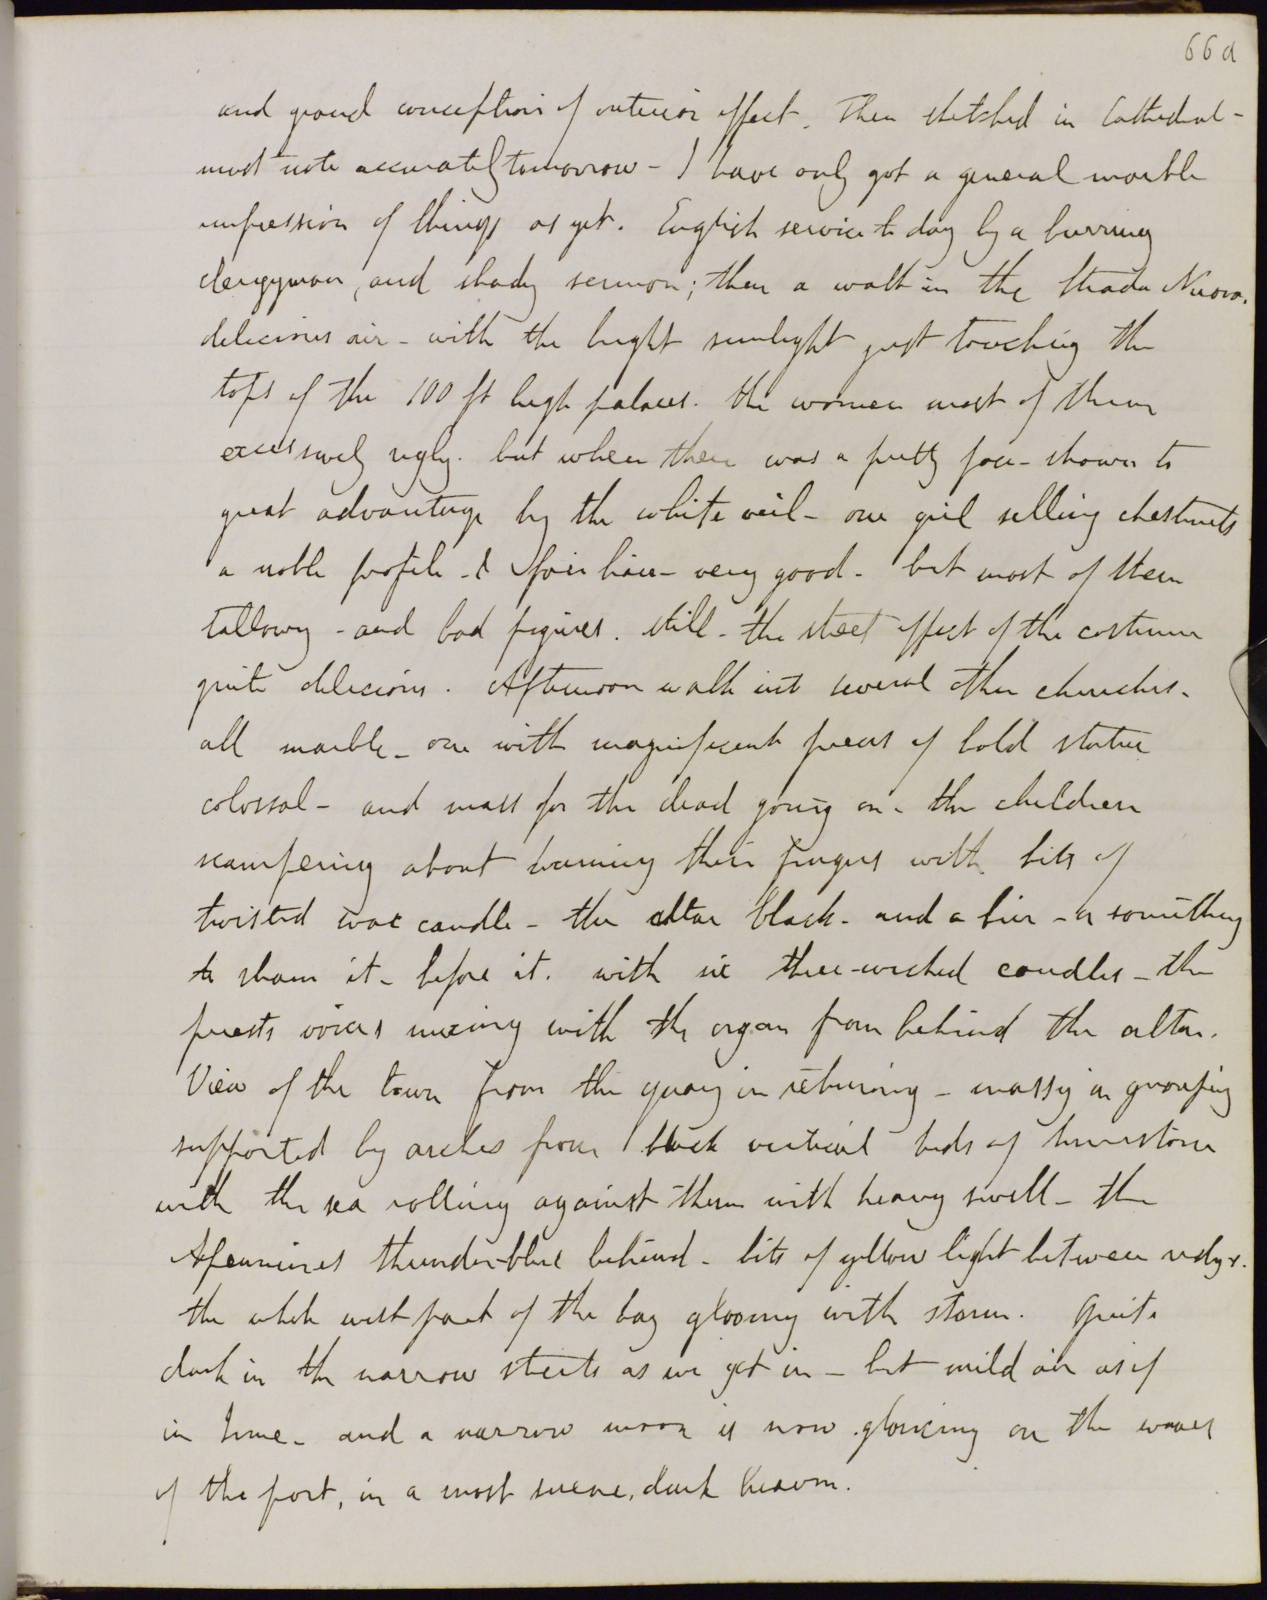 66 a
and grand conception of interior effect. Then sketched in Cathedral -
must note accurately tomorrow - I have only got a general marble
impression of things as yet. English service to day by a burring
clergyman, and shady sermon; then a walk in the Strada Nuova.
delicious air - with the bright sunlight just touching the
tops of the 100 ft high palaces. the women most of them
excessively ugly. but when there was a pretty face - shown to
great advantage by the white veil - one girl selling chestnuts
a noble profile - & fair hair - very good - but most of them
tallowy - and bad figures. still - the street effect of the costume
quite delicious. Afternoon walk into several other churches -
all marble - one with magnificent pieces of bold statue
colossal - and mass for the dead going on - the children
scampering about burning their fingers with bits of
twisted wax candle - the altar black - and a bier - or something
to sham it - before it. with six three-wicked candles - the
priests voices mixing with the organ from behind the altar.
View of the town from the quay in returning - massy in grouping
supported by arches from black vertical beds of limestone
with the sea rolling against them with heavy swell - the
Apennines thunder-blue behind - bits of yellow light between ridges.
the whole west part of the bay gloomy with storm. Quite
dark in the narrow streets as we got in - but mild air as if
in June - and a narrow moon is now glancing on the waves
of the port, in a most serene, dark heaven.